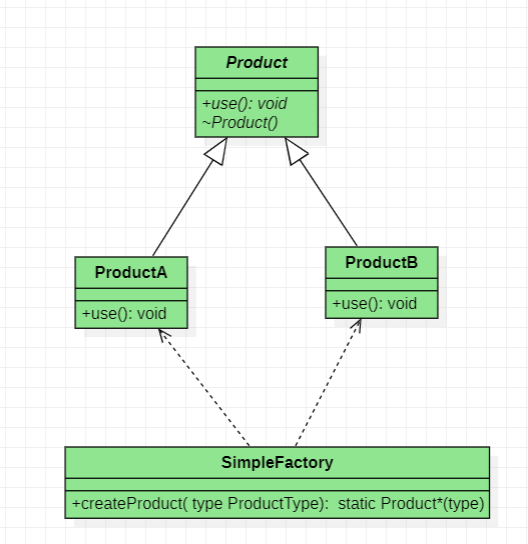 Product
+use(): void
~Product()
ProductA
+use(): void
ProductB
+use(): void
SimpleFactory
+createProduct( type ProductType):  static Product*(type)